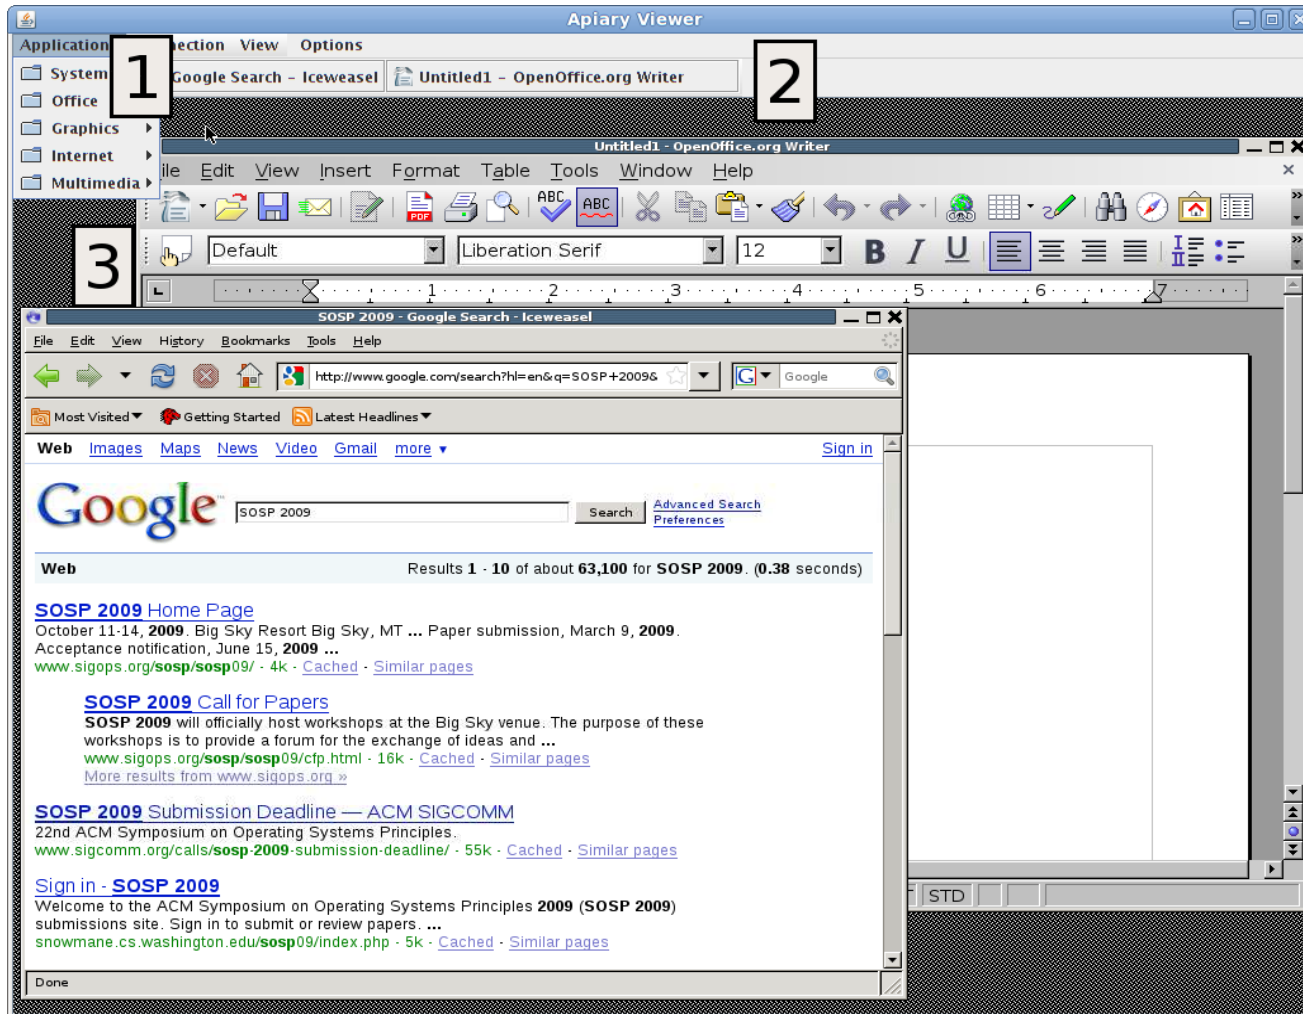 Apiary Viewer
Application 1 ection View Options
System
Google Search - Iceweasel
Untitled1 - OpenOffice.org Writer
2
Office
Graphics
Internet
Multimedia
Untitled1 - OpenOffice.org Writer
ile Edit View Insert Format Table Tools Window Help
PDF ABC ABC
3
Default Liberation Serif 12 B I U
1 2 3 4 5 6 7
SOSP 2009 - Google Search - Iceweasel
File Edit View History Bookmarks Tools Help
http://www.google.com/search?hl=en&q=SOSP+2009& G Google
Most Visited Getting Started Latest Headlines
Web Images Maps News Video Gmail more Sign in
Google™ SOSP 2009 Search Advanced Search
Preferences
Web Results 1 - 10 of about 63,100 for SOSP 2009. (0.38 seconds)
SOSP 2009 Home Page
October 11-14, 2009. Big Sky Resort Big Sky, MT ... Paper submission, March 9, 2009.
Acceptance notification, June 15, 2009 ...
www.sigops.org/sosp/sosp09/ - 4k - Cached - Similar pages
SOSP 2009 Call for Papers
SOSP 2009 will officially host workshops at the Big Sky venue. The purpose of these
workshops is to provide a forum for the exchange of ideas and ...
www.sigops.org/sosp/sosp09/cfp.html - 16k - Cached - Similar pages
More results from www.sigops.org »
SOSP 2009 Submission Deadline — ACM SIGCOMM
22nd ACM Symposium on Operating Systems Principles.
www.sigcomm.org/calls/sosp-2009-submission-deadline/ - 55k - Cached - Similar pages
Sign in - SOSP 2009
Welcome to the ACM Symposium on Operating Systems Principles 2009 (SOSP 2009)
submissions site. Sign in to submit or review papers. ...
snowmane.cs.washington.edu/sosp09/index.php - 5k - Cached - Similar pages
STD
Done